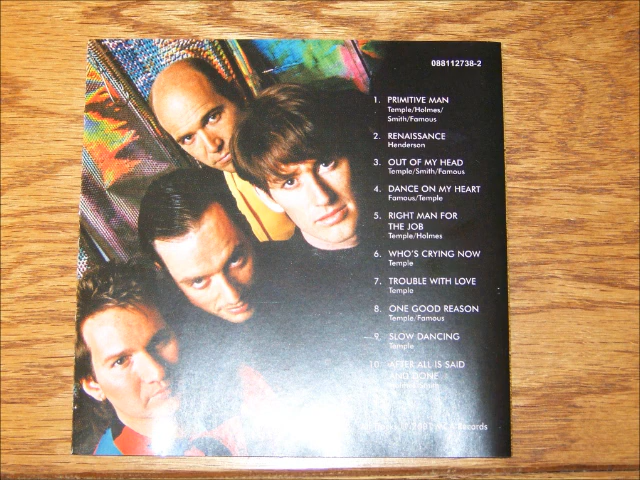 088112738-2
1. PRIMITIVE MAN
Temple/Holmes/
Smith/Famous
2. RENAISSANCE
Henderson
3. OUT OF MY HEAD
Temple/Smith/Famous
4. DANCE ON MY HEART
Famous/Temple
5. RIGHT MAN FOR
THE JOB
Temple/Holmes
6. WHO'S CRYING NOW
Temple
7. TROUBLE WITH LOVE
Temple
8. ONE GOOD REASON
Temple/Famous
9. SLOW DANCING
Temple
10. AFTER ALL IS SAID
AND DONE
Records